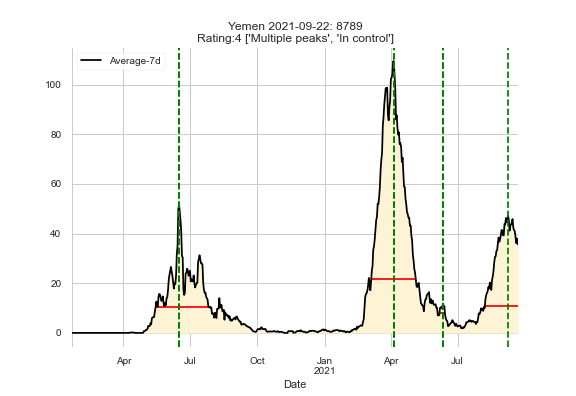 Yemen 2021-09-22: 8789
Rating:4 ['Multiple peaks', 'In control']
Average-7d
100
80
60
40
20
0
Apr Jul Oct Jan Apr Jul
2021
Date